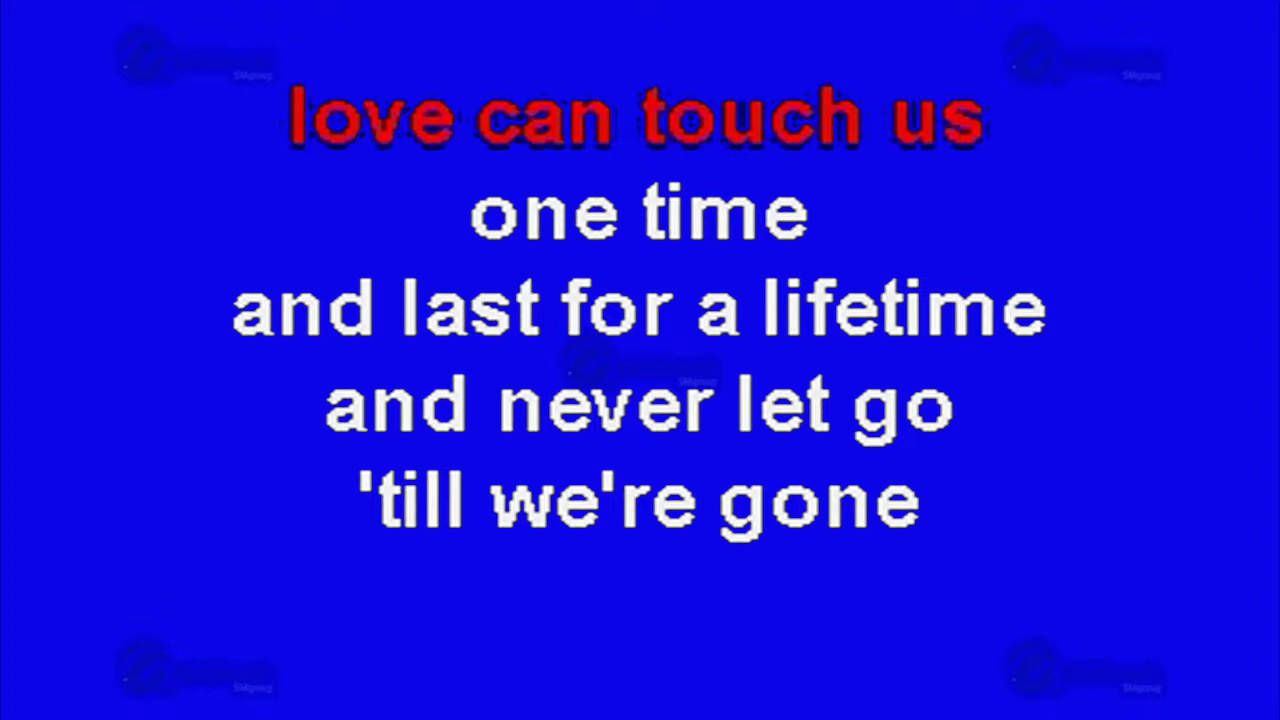 love can touch us
one time
and last for a lifetime
and never let go
'till we're gone